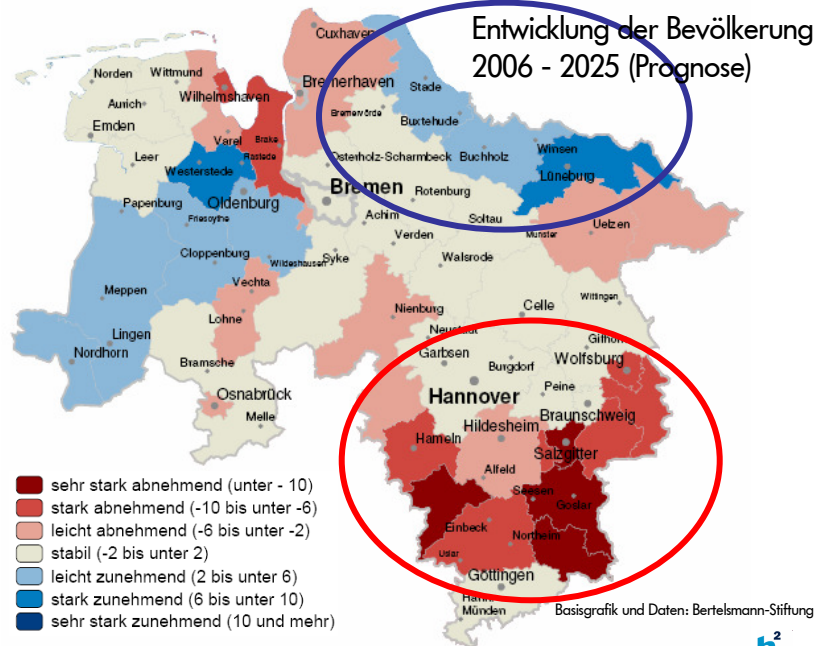 Entwicklung der Bevölkerung
2006 - 2025 (Prognose)
Cuxhaven
Norden
Wittmund
Bremerhaven
Wilhelmshaven
Stade
Aurich
Bremervörde
Emden
Buxtehude
Varel
Brake
Winsen
Leer
Rastede
Osterholz-Scharmbeck
Buchholz
Westerstede
Lüneburg
Bremen
Rotenburg
Papenburg
Oldenburg
Friesoythe
Achim
Soltau
Uelzen
Verden
Munster
Cloppenburg
Wildeshausen
Syke
Walsrode
Vechta
Meppen
Wittingen
Lohne
Nienburg
Celle
Lingen
Neustadt
Nordhorn
Garbsen
Gifhorn
Bramsche
Burgdorf
Wolfsburg
Osnabrück
Hannover
Peine
Melle
Hildesheim
Braunschweig
Hameln
Salzgitter
Alfeld
Seesen
Goslar
Einbeck
Northeim
Uslar
Göttingen
Hann.
Münden
sehr stark abnehmend (unter - 10)
stark abnehmend (-10 bis unter -6)
leicht abnehmend (-6 bis unter -2)
stabil (-2 bis unter 2)
leicht zunehmend (2 bis unter 6)
stark zunehmend (6 bis unter 10)
sehr stark zunehmend (10 und mehr)
Basisgrafik und Daten: Bertelsmann-Stiftung